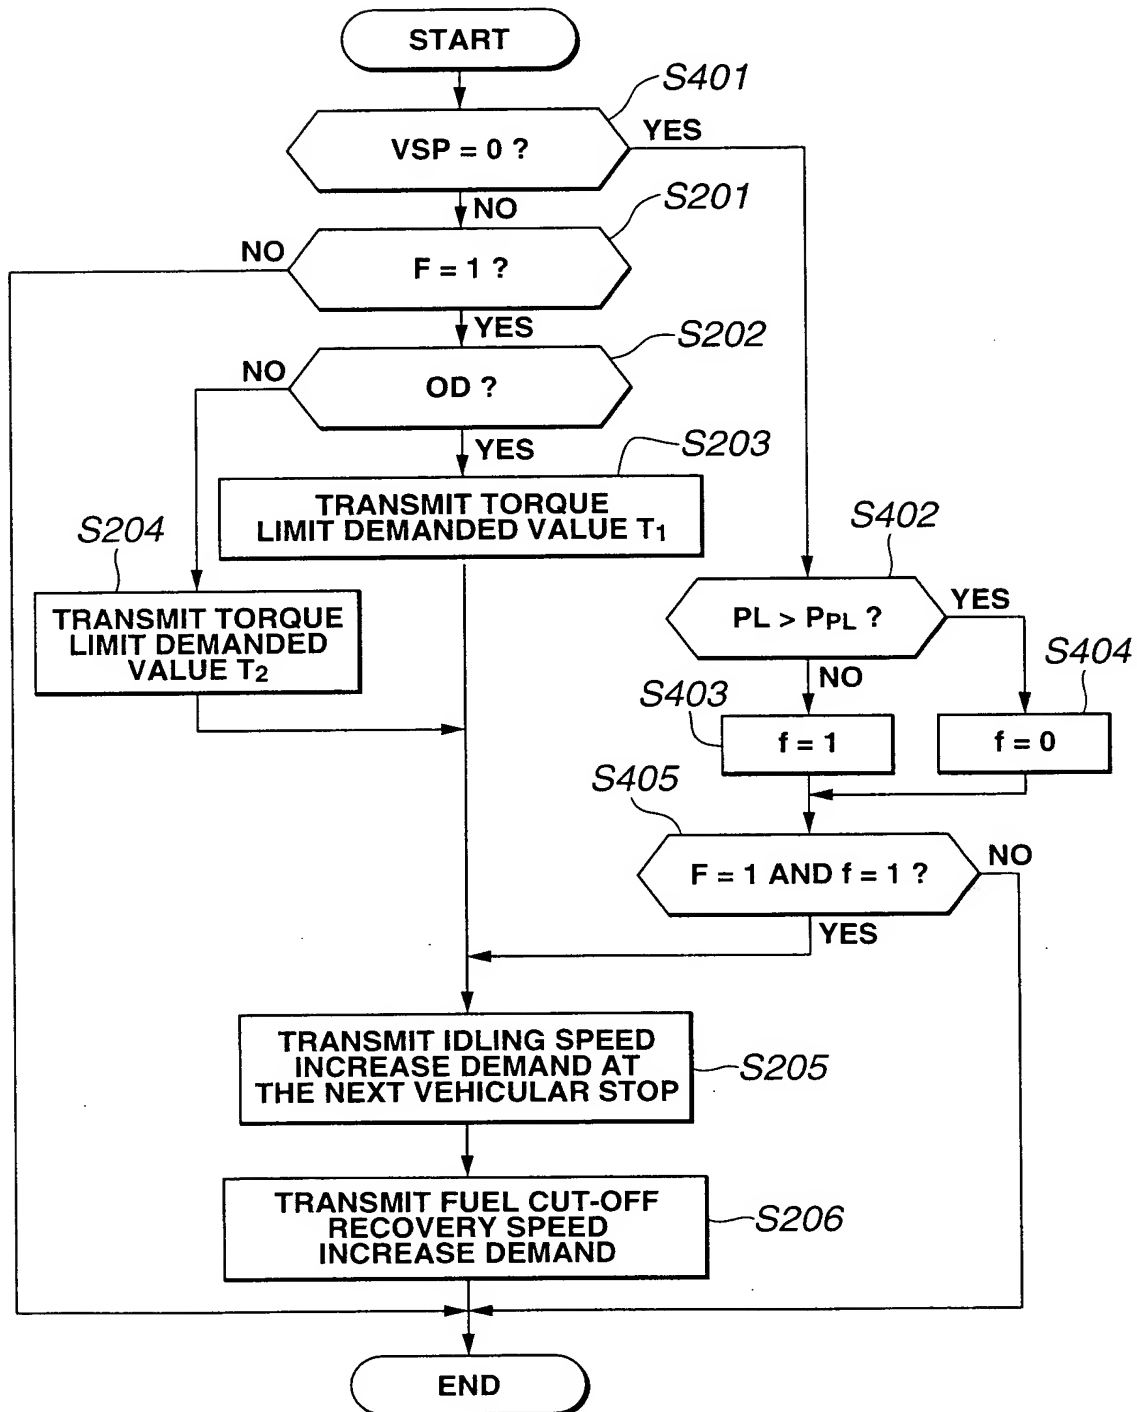 START
S401
VSP = 0 ?
YES
NO
S201
NO
F = 1 ?
YES
S202
NO
OD ?
YES
S203
TRANSMIT TORQUE
LIMIT DEMANDED VALUE T1
S204
TRANSMIT TORQUE
LIMIT DEMANDED
VALUE T2
S402
PL > PPL ?
YES
NO
S404
S403
f = 1
f = 0
S405
F = 1 AND f = 1 ?
NO
YES
TRANSMIT IDLING SPEED
INCREASE DEMAND AT
THE NEXT VEHICULAR STOP
S205
TRANSMIT FUEL CUT-OFF
RECOVERY SPEED
INCREASE DEMAND
S206
END